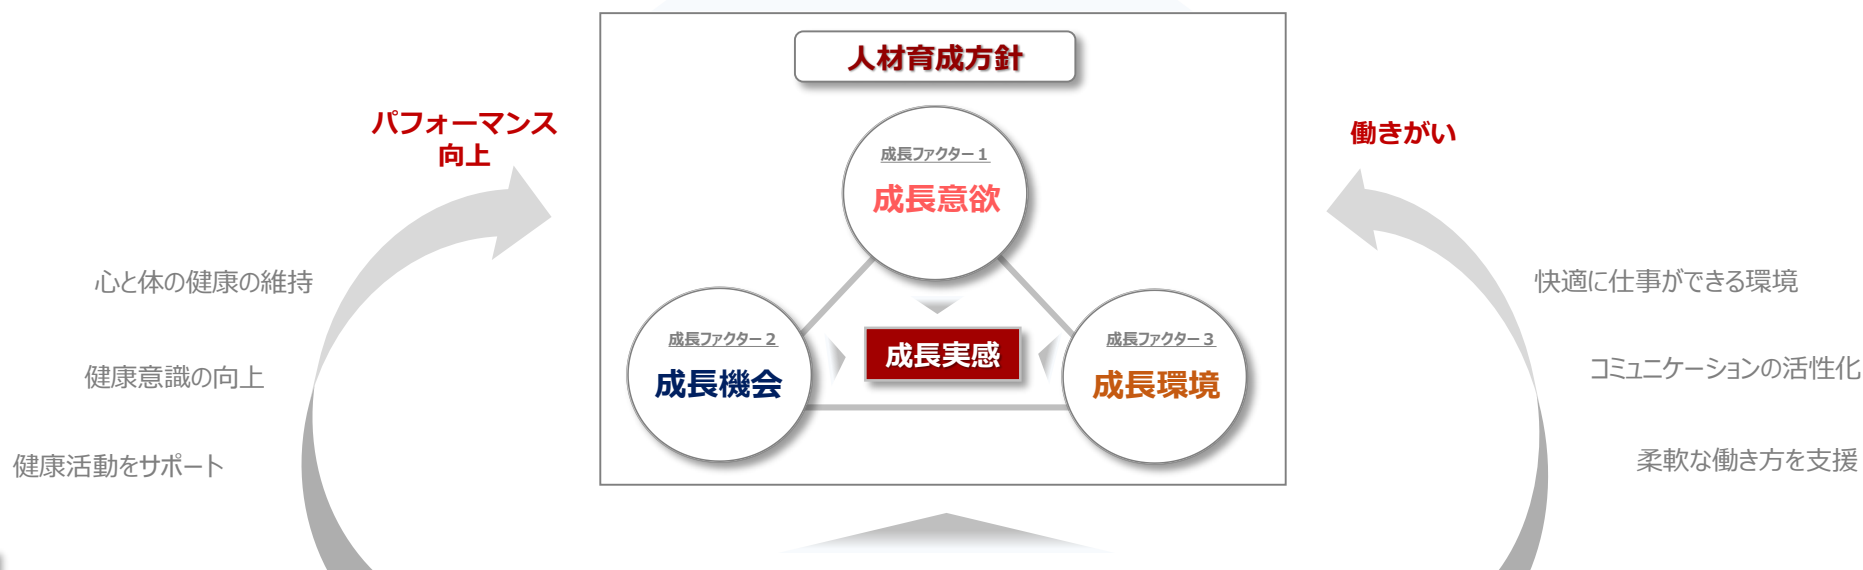 人材育成方針
パフォーマンス
向上
働きがい
成長ファクター１
成長意欲
心と体の健康の維持
快適に仕事ができる環境
成長ファクター２
成長機会
成長実感
成長ファクター３
成長環境
健康意識の向上
コミュニケーションの活性化
健康活動をサポート
柔軟な働き方を支援